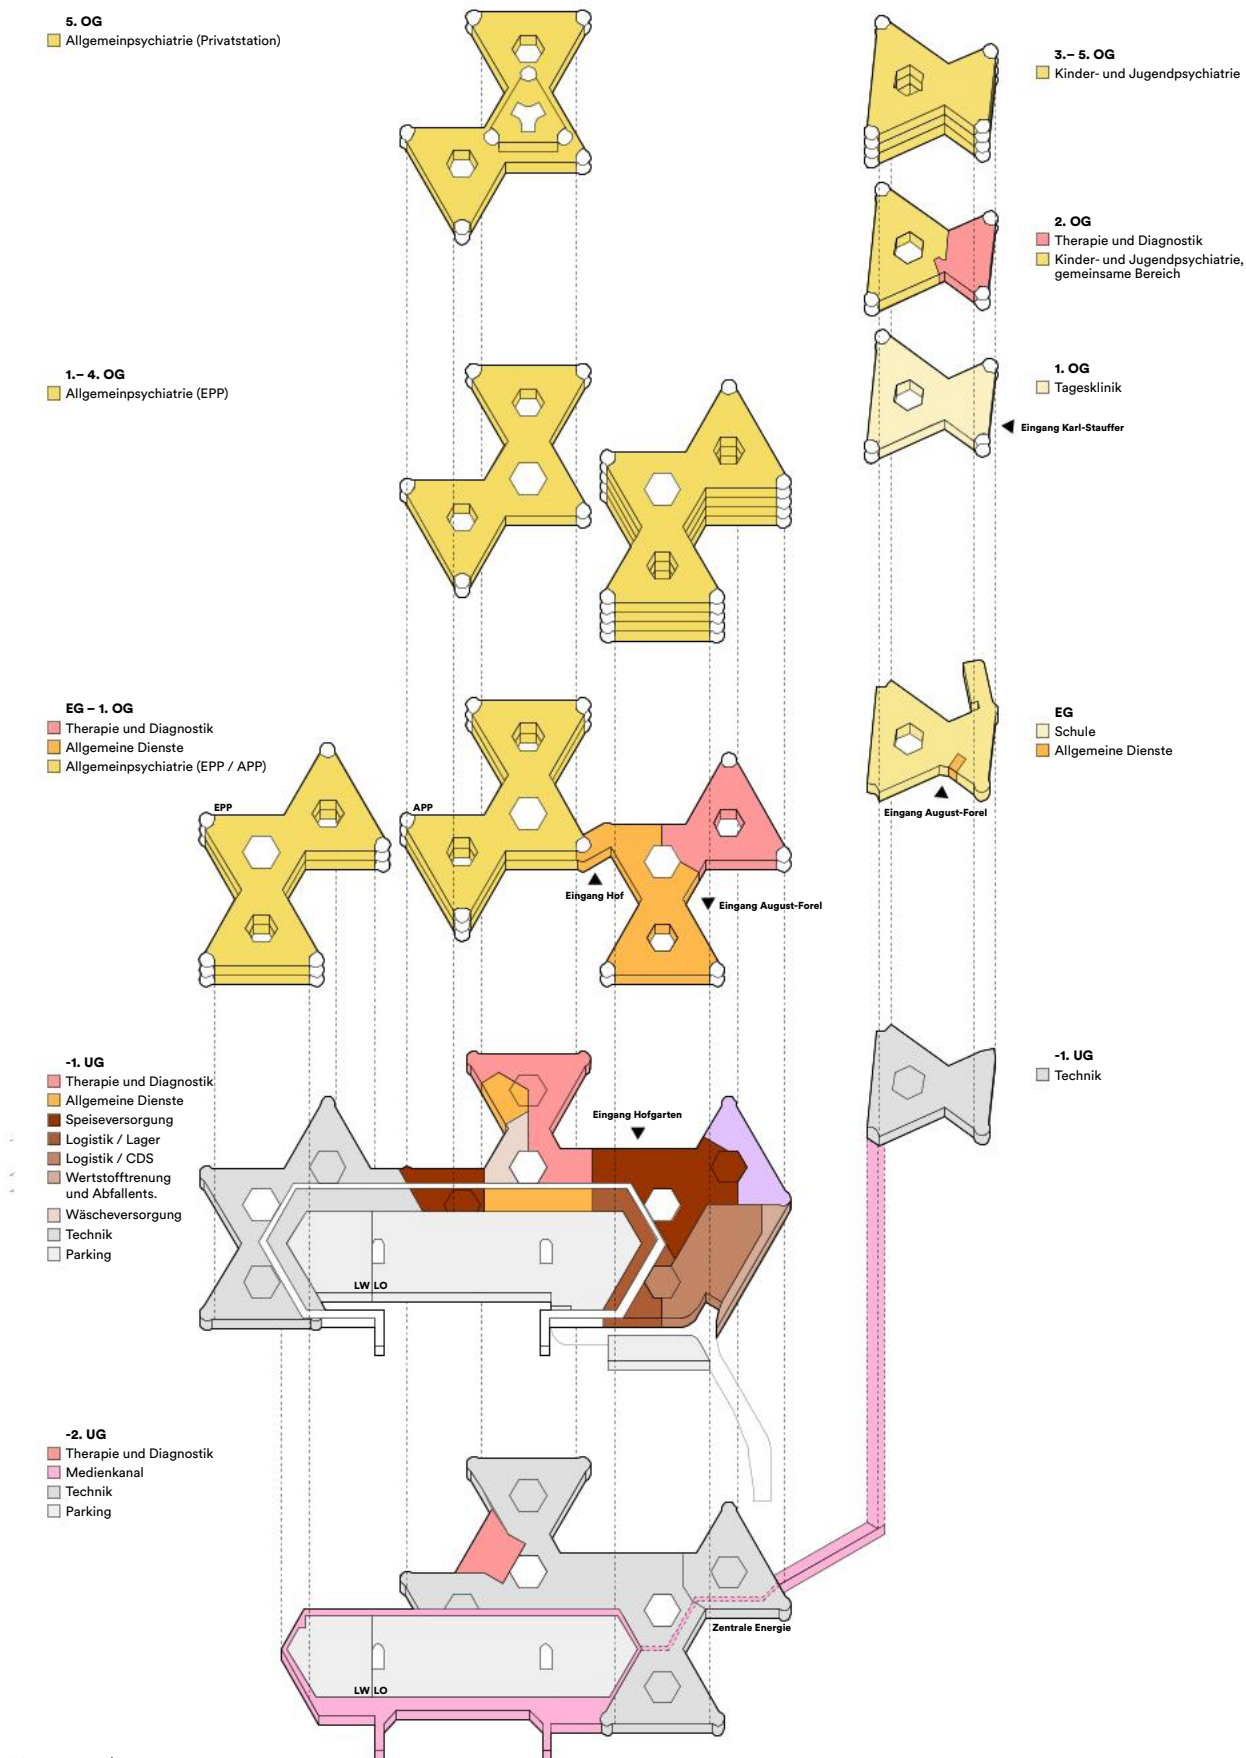 5. OG
Allgemeinpsychiatrie (Privatstation)
3.– 5. OG
Kinder- und Jugendpsychiatrie
2. OG
Therapie und Diagnostik
Kinder- und Jugendpsychiatrie,
gemeinsame Bereich
1. OG
Tagesklinik
Eingang Karl-Stauffer
1.– 4. OG
Allgemeinpsychiatrie (EPP)
EG – 1. OG
Therapie und Diagnostik
Allgemeine Dienste
Allgemeinpsychiatrie (EPP / APP)
EPP
APP
Eingang Hof
Eingang August-Forel
EG
Schule
Allgemeine Dienste
Eingang August-Forel
-1. UG
Therapie und Diagnostik
Allgemeine Dienste
Speiseversorgung
Logistik / Lager
Logistik / CDS
Wertstofftrenung
und Abfallents.
Wäscheversorgung
Technik
Parking
Eingang Hofgarten
LW LO
-1. UG
Technik
-2. UG
Therapie und Diagnostik
Medienkanal
Technik
Parking
Zentrale Energie
LW LO